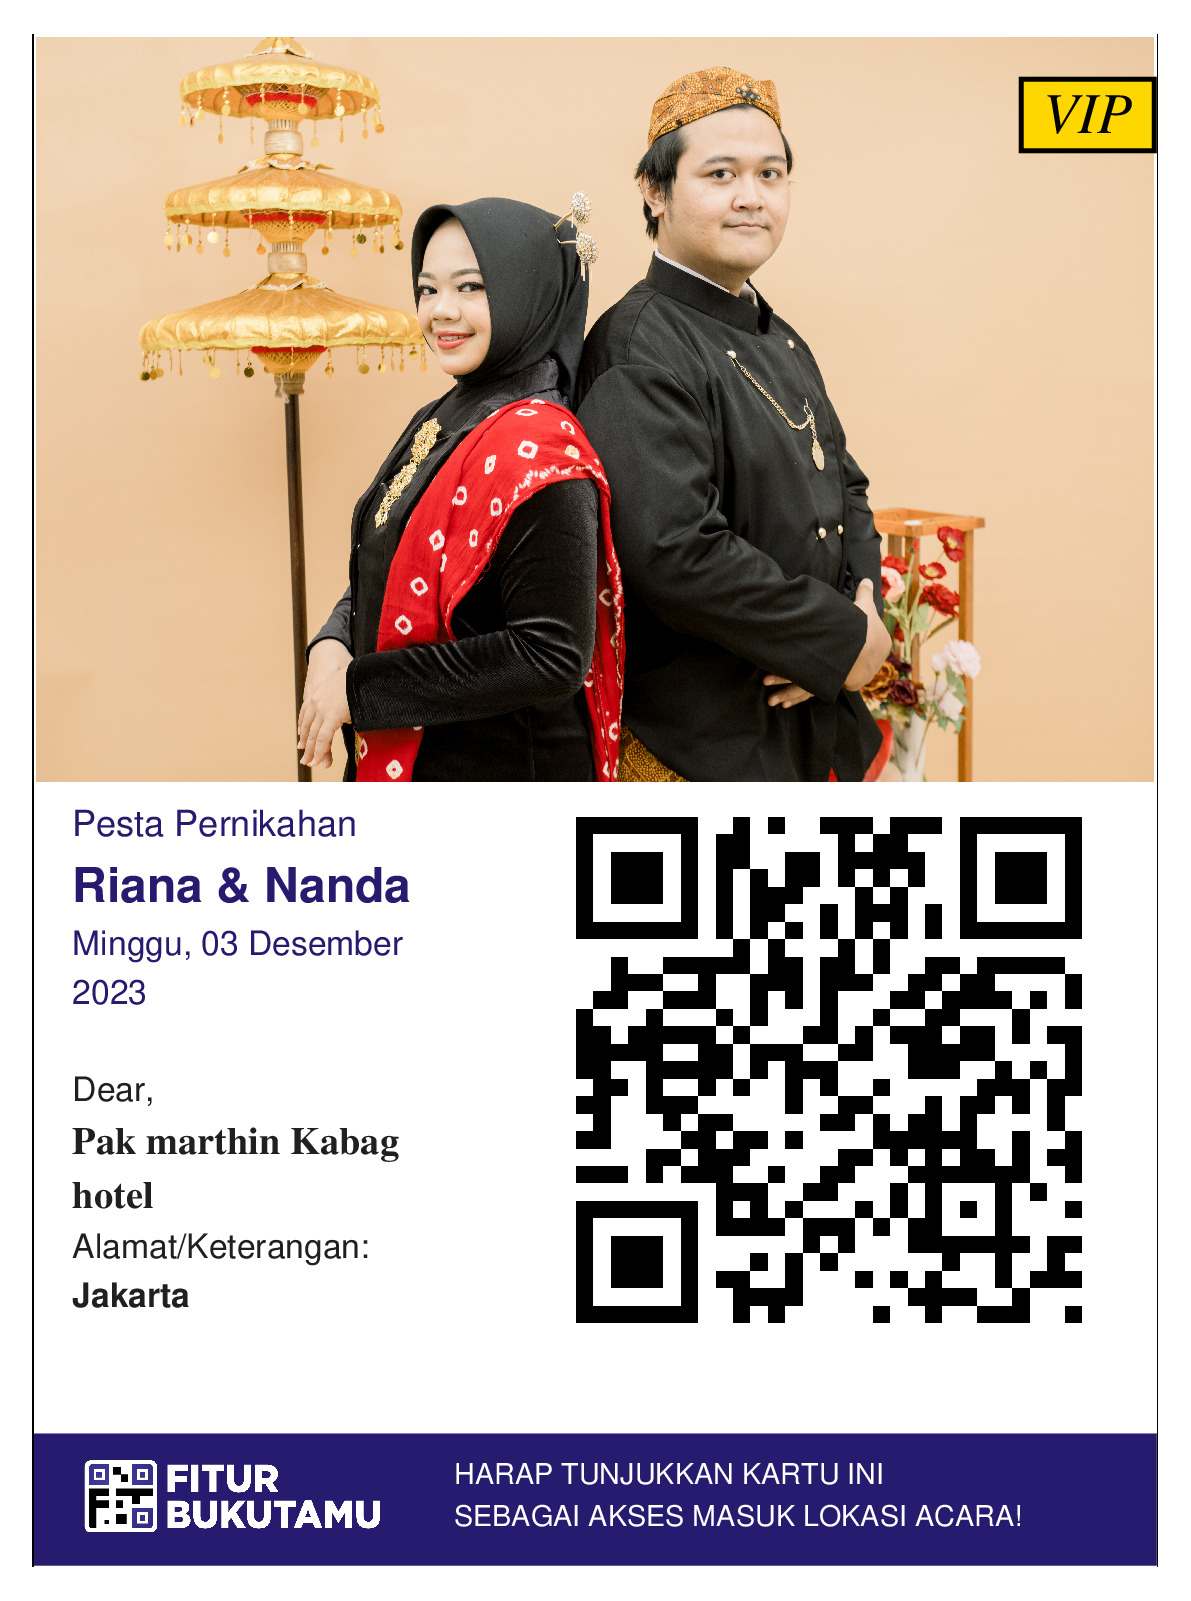 VIP
Pesta Pernikahan
Riana & Nanda
Minggu, 03 Desember
2023
Dear,
Pak marthin Kabag
hotel
Alamat/Keterangan:
Jakarta
FITUR
BUKUTAMU
HARAP TUNJUKKAN KARTU INI
SEBAGAI AKSES MASUK LOKASI ACARA!